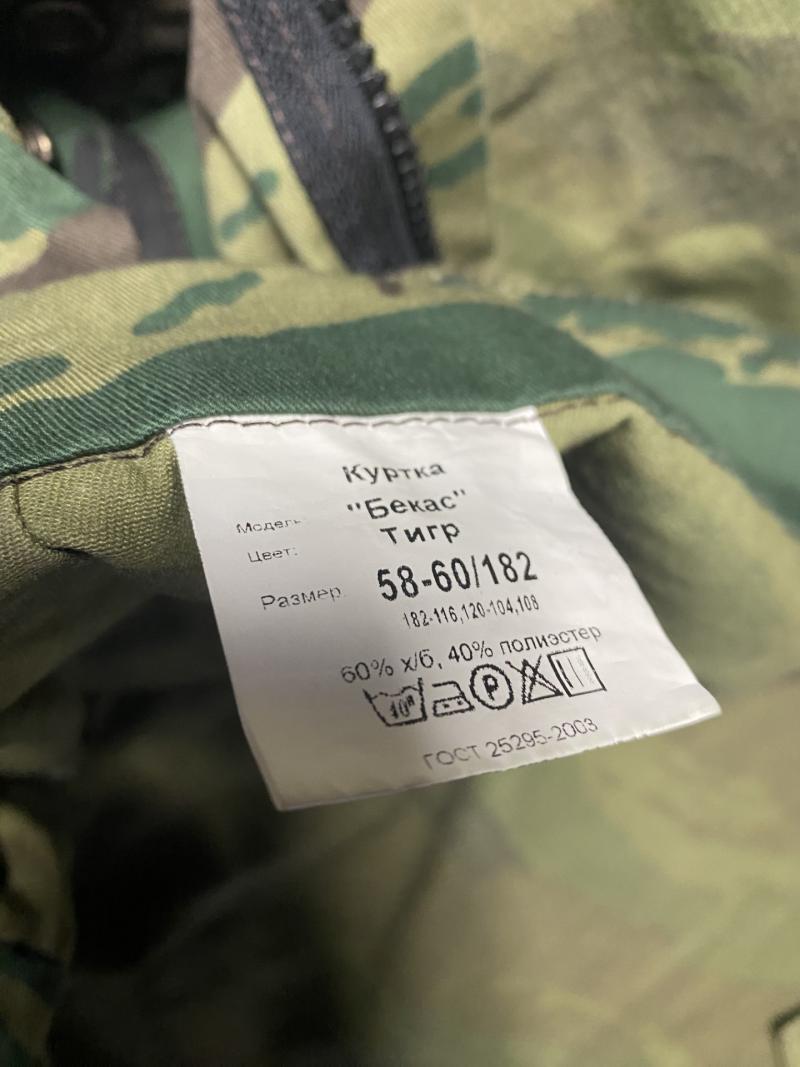 Куртка
Модель "Бекас"
Цвет: Тигр
Размер 58-60/182
182-116,120-104,108
60% х/б, 40% полиэстер
40°
P
ГОСТ 25295-2003